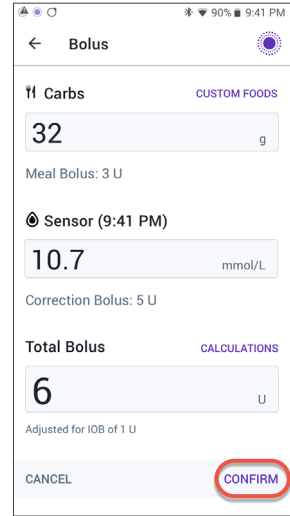 90% 9:41 PM
Bolus
Carbs CUSTOM FOODS
32 g
Meal Bolus: 3 U
Sensor (9:41 PM)
10.7 mmol/L
Correction Bolus: 5 U
Total Bolus CALCULATIONS
6 U
Adjusted for IOB of 1 U
CANCEL CONFIRM